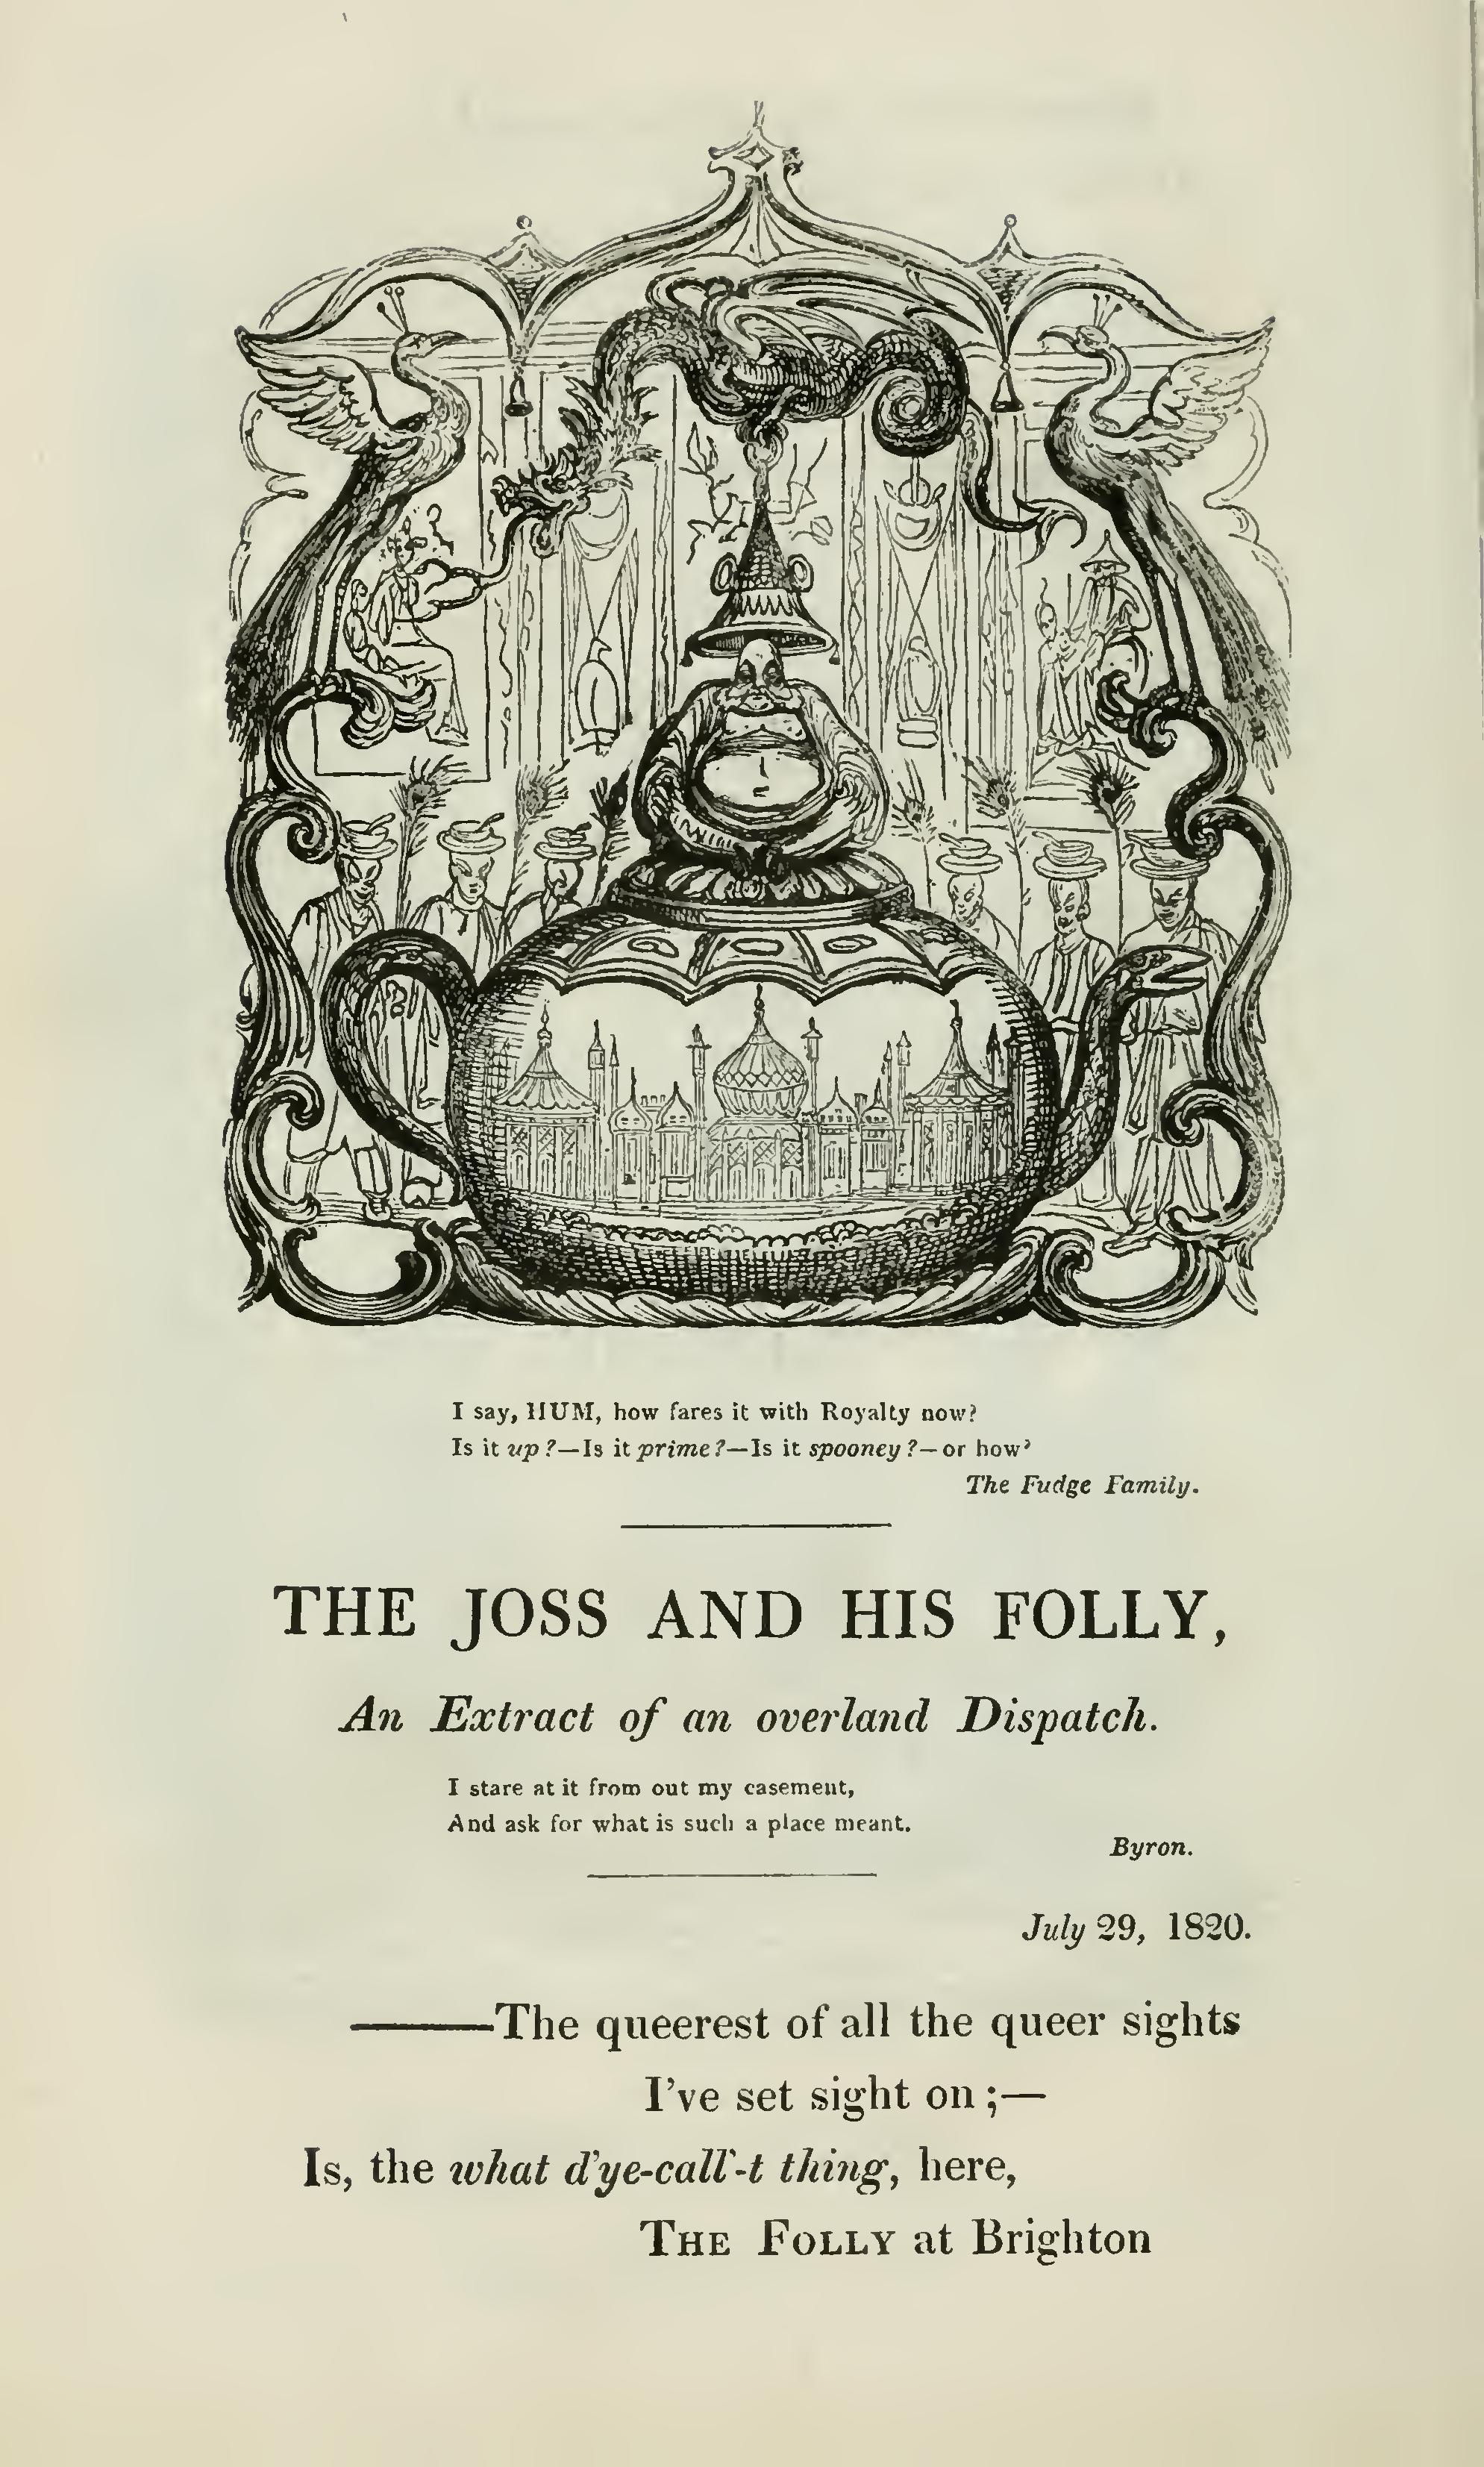 I say, HUM, how fares it with Royalty now?
Is it up?—Is it prime?—Is it spooney?—or how?
The Fudge Family.
THE JOSS AND HIS FOLLY,
An Extract of an overland Dispatch.
I stare at it from out my casement,
And ask for what is such a place meant.
Byron.
July 29, 1820.
———The queerest of all the queer sights
I've set sight on;—
Is, the what d'ye-call'-t thing, here,
THE FOLLY at Brighton